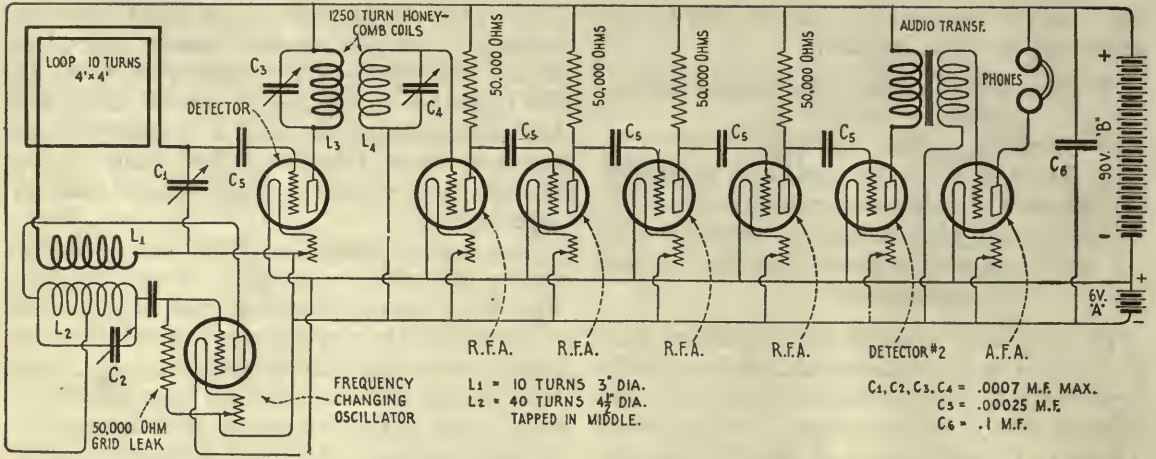 1250 TURN HONEY-
COMB COILS
LOOP 10 TURNS
4'×4'
C3
C4
L3
L4
DETECTOR
C5
C1
50,000 OHMS
50,000 OHMS
50,000 OHMS
50,000 OHMS
C5
C5
C5
C5
AUDIO TRANSF.
PHONES
C6
+
90V. "B"
-
+
6V.
"A"
-
L1
L2
C2
50,000 OHM
GRID LEAK
FREQUENCY
CHANGING
OSCILLATOR
R.F.A.
R.F.A.
R.F.A.
R.F.A.
DETECTOR #2
A.F.A.
L1 = 10 TURNS 3" DIA.
L2 = 40 TURNS 4½" DIA.
TAPPED IN MIDDLE.
C1, C2, C3, C4 = .0007 M.F. MAX.
C5 = .00025 M.F.
C6 = .1 M.F.